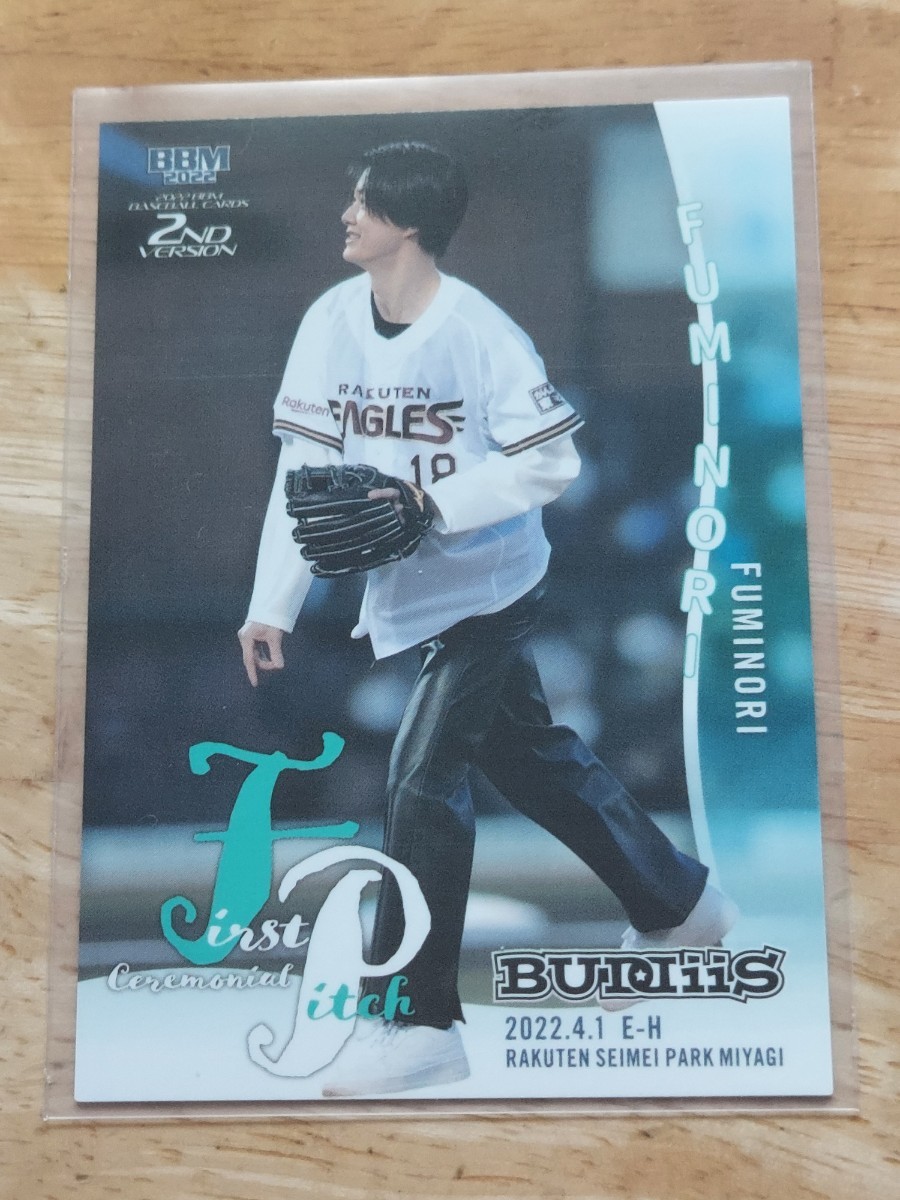 BBM
2022
2022 BBM
BASEBALL CARDS
2ND
VERSION
FUMINORI
FUMINORI
RAKUTEN
Rakuten
EAGLES
18
First
Ceremonial
Pitch
BUDDiiS
2022.4.1 E-H
RAKUTEN SEIMEI PARK MIYAGI